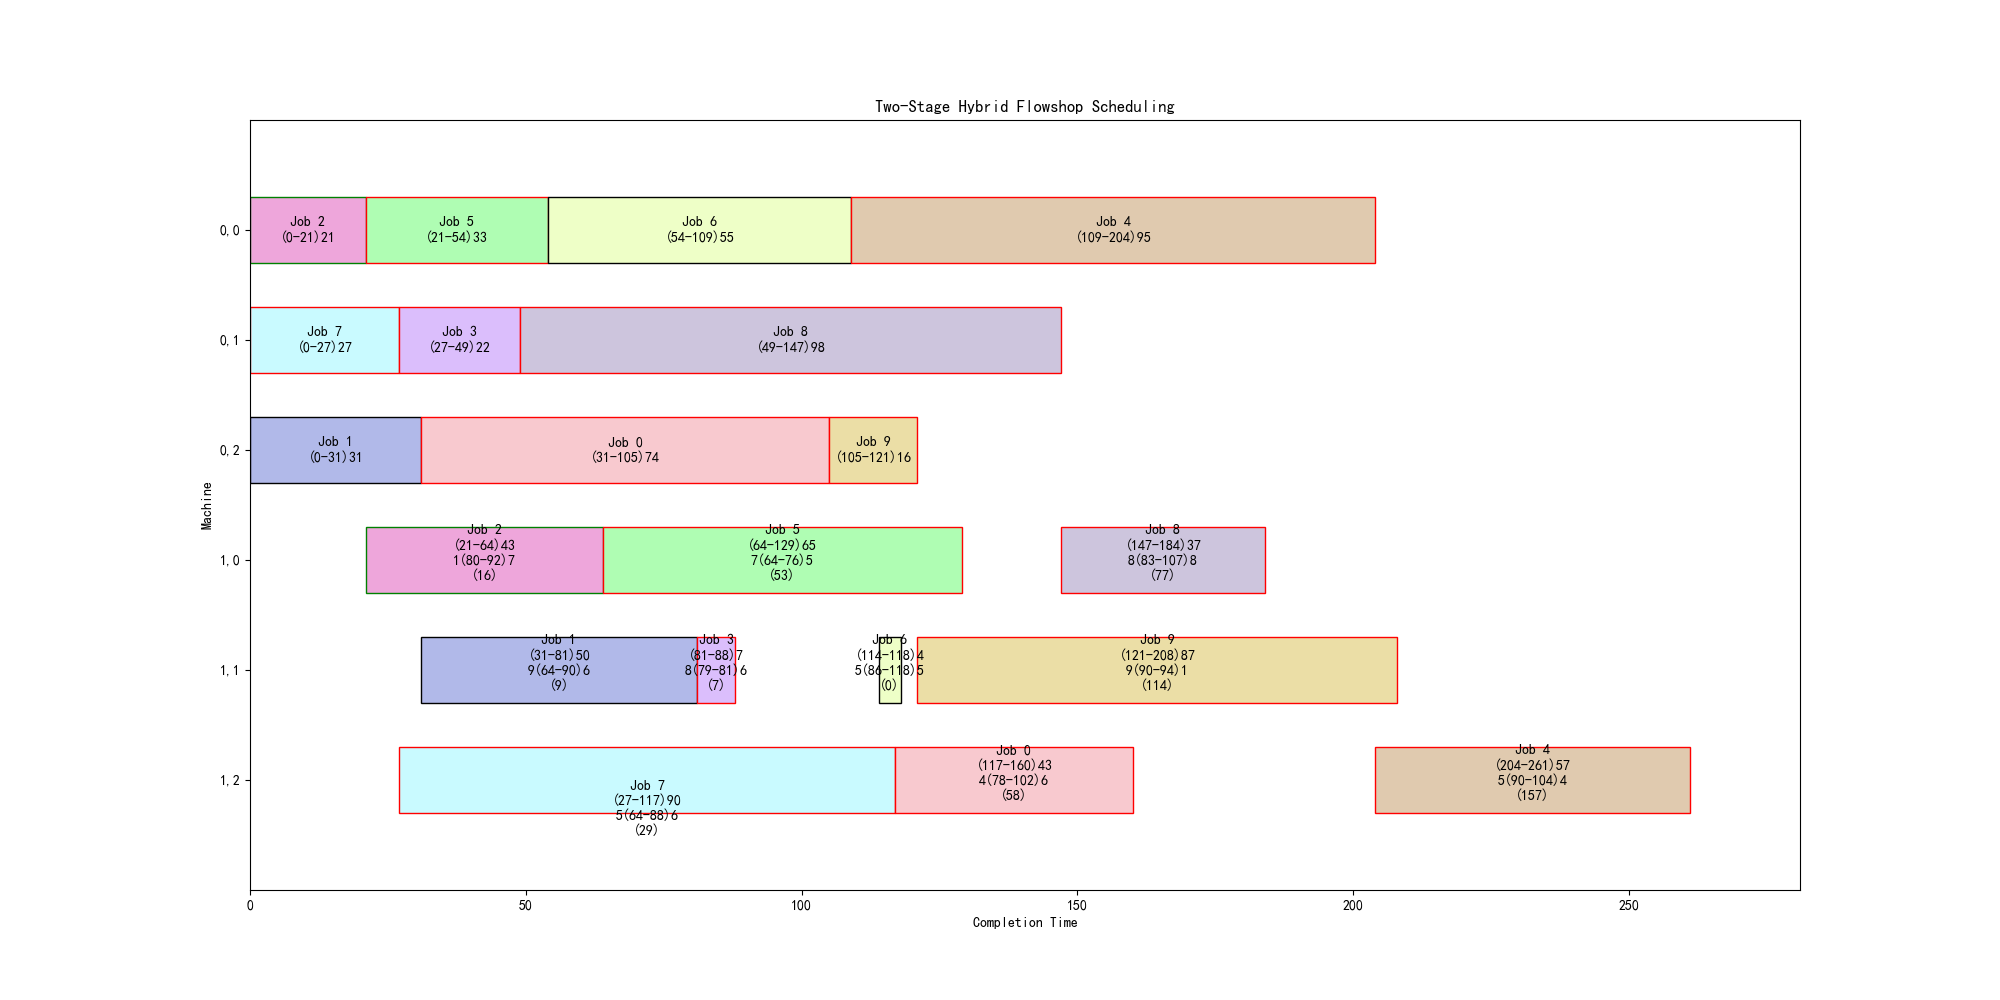 Two-Stage Hybrid Flowshop Scheduling
0,0
Job 2
(0-21)21
Job 5
(21-54)33
Job 6
(54-109)55
Job 4
(109-204)95
0,1
Job 7
(0-27)27
Job 3
(27-49)22
Job 8
(49-147)98
0,2
Job 1
(0-31)31
Job 0
(31-105)74
Job 9
(105-121)16
Machine
1,0
Job 2
(21-64)43
1(80-92)7
(16)
Job 5
(64-129)65
7(64-76)5
(53)
Job 8
(147-184)37
8(83-107)8
(77)
1,1
Job 1
(31-81)50
9(64-90)6
(9)
Job 3
(81-88)7
8(79-81)6
(7)
Job 6
(114-118)4
5(86-118)5
(0)
Job 9
(121-208)87
9(90-94)1
(114)
1,2
Job 7
(27-117)90
5(64-88)6
(29)
Job 0
(117-160)43
4(78-102)6
(58)
Job 4
(204-261)57
5(90-104)4
(157)
0
50
100
150
200
250
Completion Time